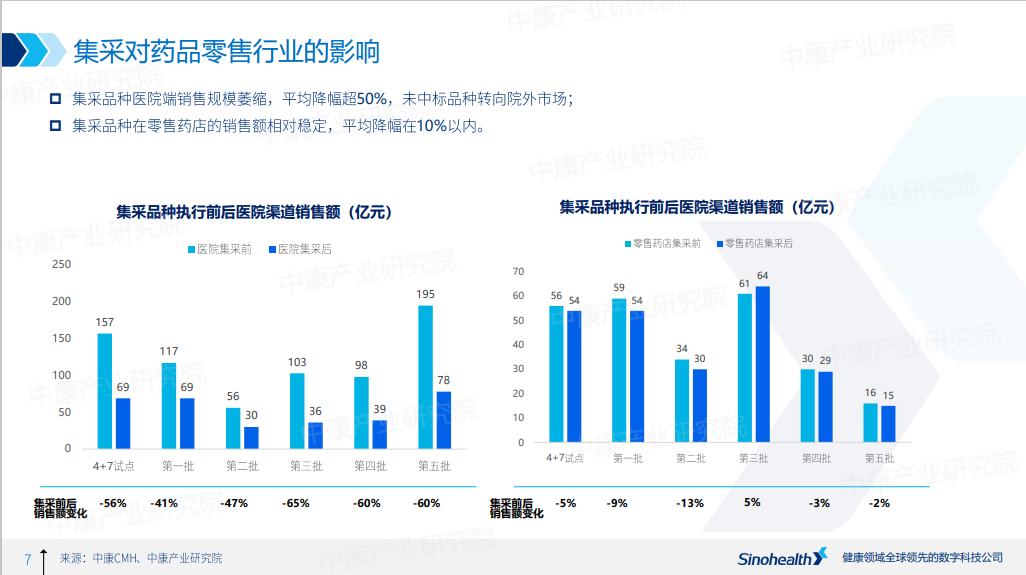 集采对药品零售行业的影响
集采品种医院端销售规模萎缩，平均降幅超50%，未中标品种转向院外市场；
集采品种在零售药店的销售额相对稳定，平均降幅在10%以内。
集采品种执行前后医院渠道销售额（亿元）
医院集采前 医院集采后
250
200
150
100
50
0
157 69 117 69 56 30 103 36 98 39 195 78
4+7试点 第一批 第二批 第三批 第四批 第五批
集采前后
销售额变化
-56% -41% -47% -65% -60% -60%
集采品种执行前后医院渠道销售额（亿元）
零售药店集采前 零售药店集采后
70
60
50
40
30
20
10
0
56 54 59 54 34 30 61 64 30 29 16 15
4+7试点 第一批 第二批 第三批 第四批 第五批
集采前后
销售额变化
-5% -9% -13% 5% -3% -2%
7
来源：中康CMH、中康产业研究院
Sinohealth
健康领域全球领先的数字科技公司
中康产业研究院